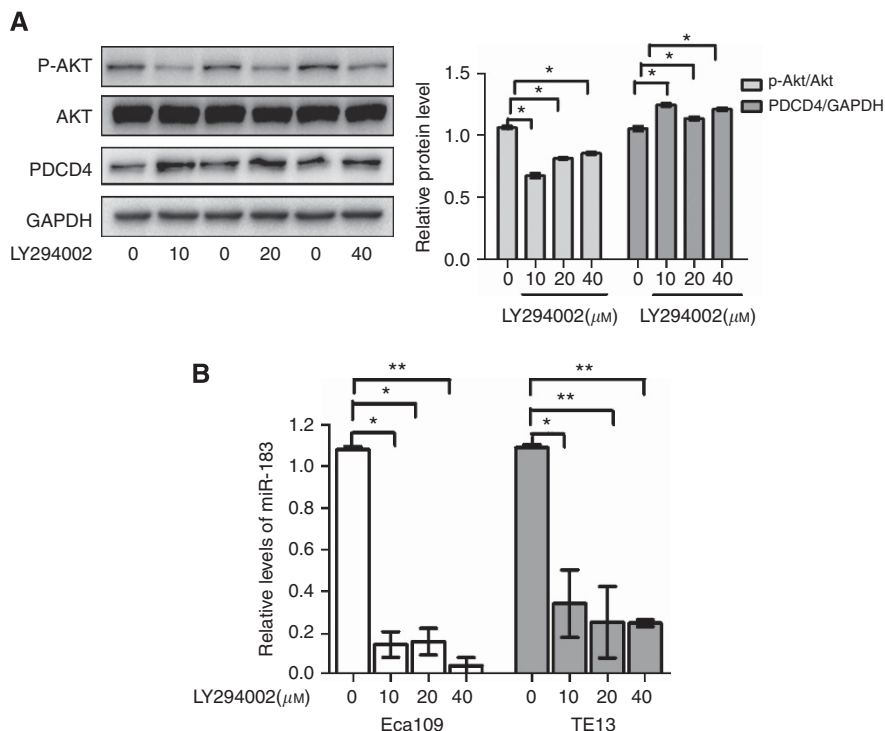 A
P-AKT
AKT
PDCD4
GAPDH
LY294002 0 10 0 20 0 40
Relative protein level
1.5
1.0
0.5
0.0
* * * * * *
p-Akt/Akt
PDCD4/GAPDH
0 10 20 40 0 10 20 40
LY294002(μM) LY294002(μM)
B
Relative levels of miR-183
1.2
1.0
0.8
0.6
0.4
0.2
0.0
** **
* **
* *
LY294002(μM) 0 10 20 40 0 10 20 40
Eca109 TE13